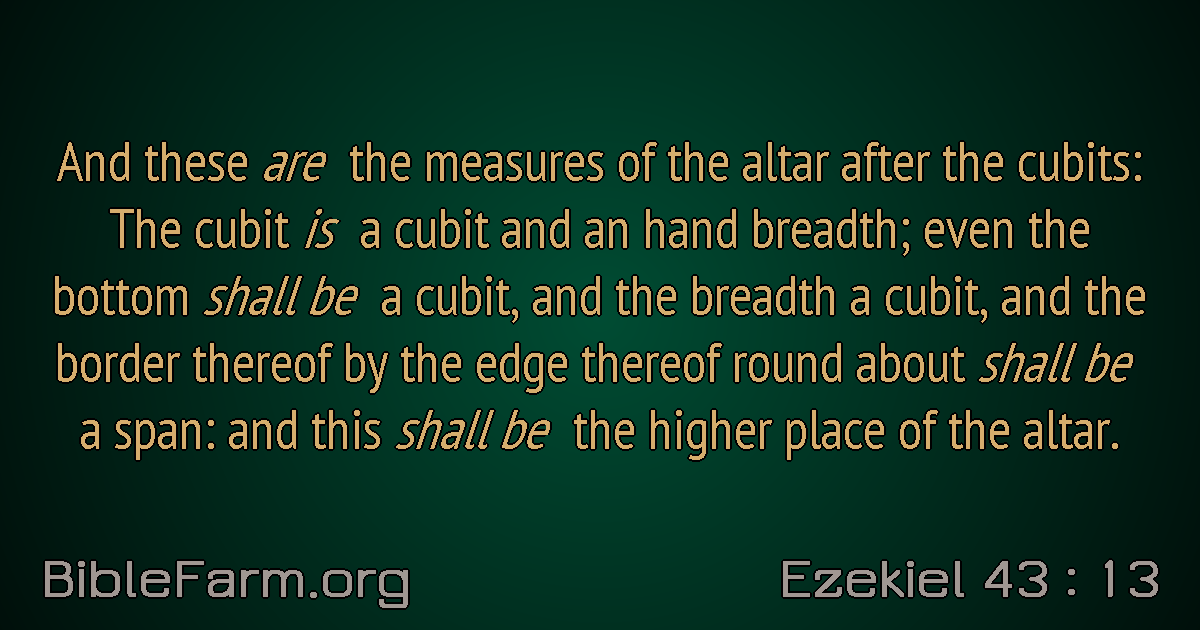 And these are the measures of the altar after the cubits:
The cubit is a cubit and an hand breadth; even the
bottom shall be a cubit, and the breadth a cubit, and the
border thereof by the edge thereof round about shall be
a span: and this shall be the higher place of the altar.
BibleFarm.org
Ezekiel 43 : 13